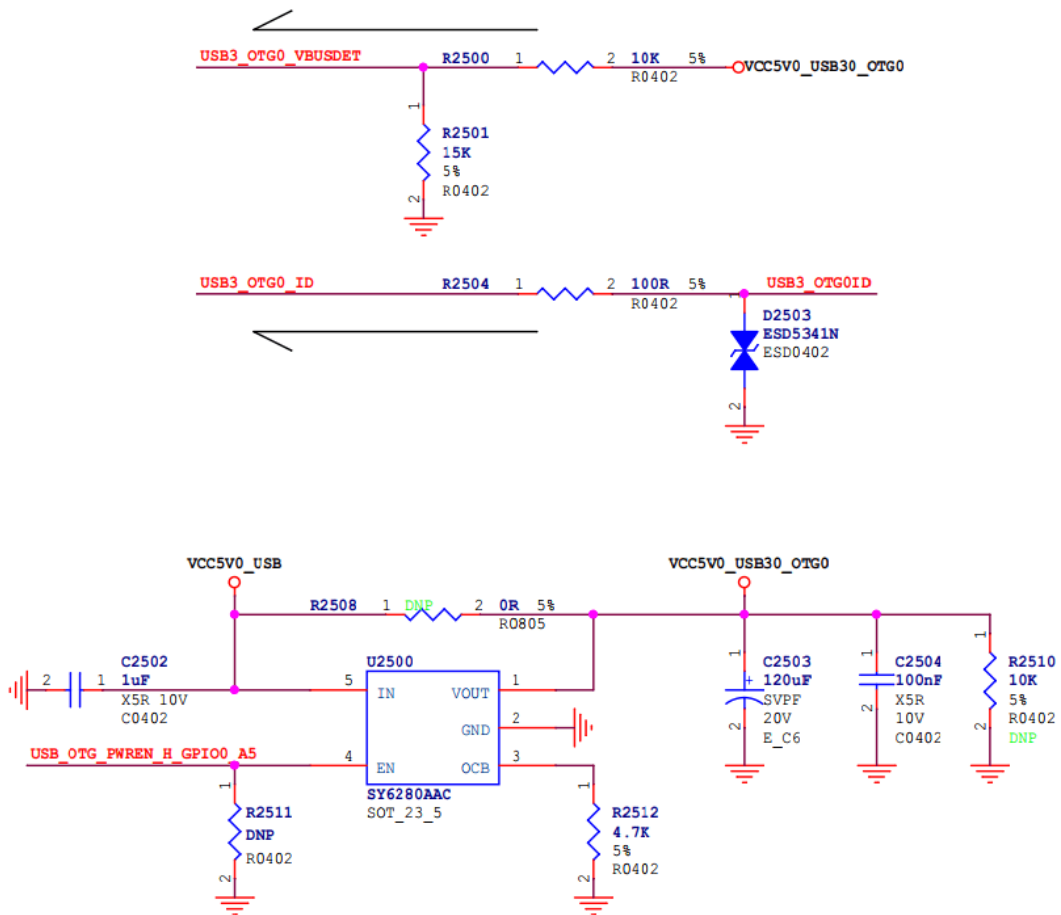 USB3_OTG0_VBUSDET
R2500 1 2 10K 5%
R0402
VCC5V0_USB30_OTG0
1
R2501
15K
5%
R0402
2
USB3_OTG0_ID
R2504 1 2 100R 5%
R0402
USB3_OTG0ID
1
D2503
ESD5341N
ESD0402
2
VCC5V0_USB
VCC5V0_USB30_OTG0
R2508 1 DNP 2 0R 5%
R0805
2 1
C2502
1uF
X5R 10V
C0402
U2500
5 IN VOUT 1
GND 2
4 EN OCB 3
SY6280AAC
SOT_23_5
USB_OTG_PWREN_H_GPIO0_A5
1
R2511
DNP
R0402
2
1
R2512
4.7K
5%
R0402
2
1
C2503
+ 120uF
SVPF
20V
E_C6
2
1
C2504
100nF
X5R
10V
C0402
2
1
R2510
10K
5%
R0402
DNP
2